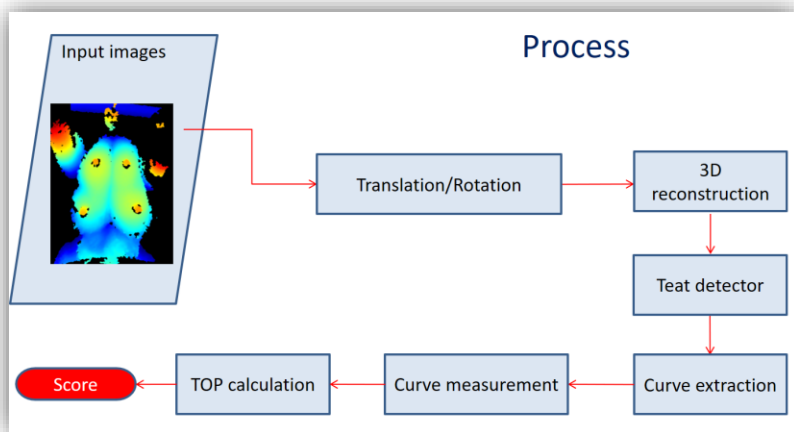 Process
Input images
Translation/Rotation
3D
reconstruction
Teat detector
Curve extraction
Curve measurement
TOP calculation
Score